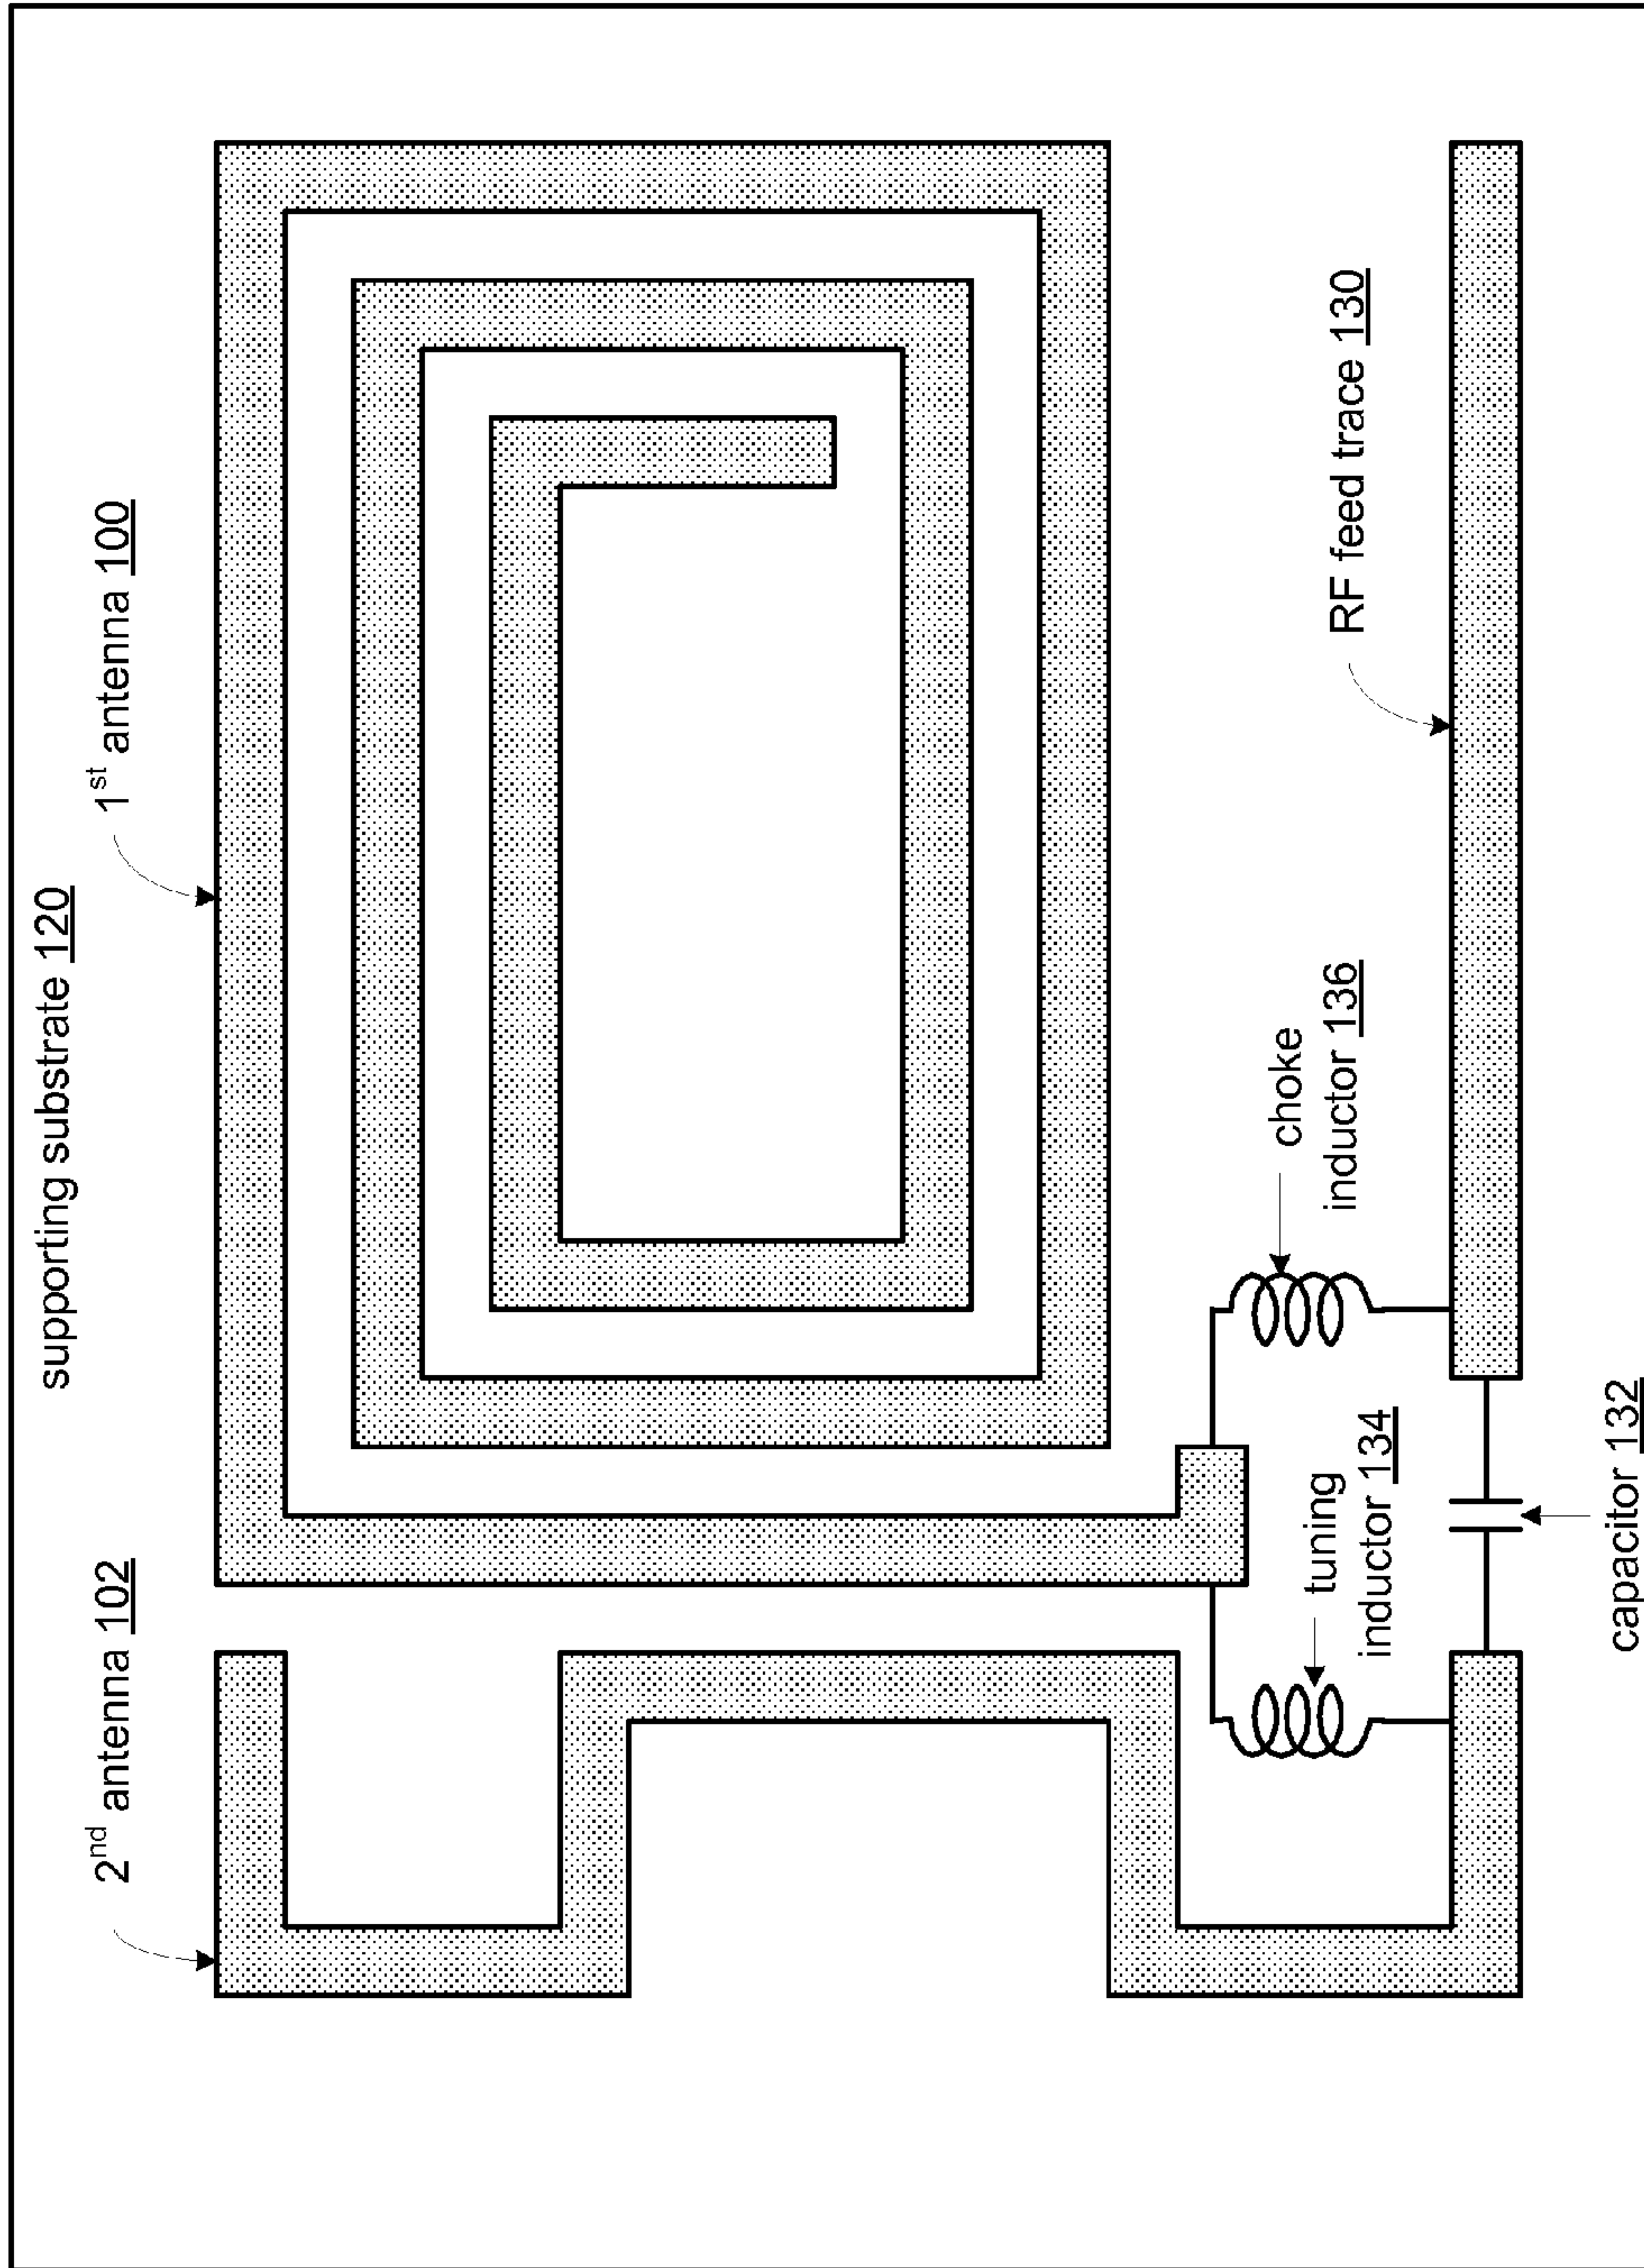 supporting substrate 120
2nd antenna 102
1st antenna 100
tuning
inductor 134
choke
inductor 136
RF feed trace 130
capacitor 132